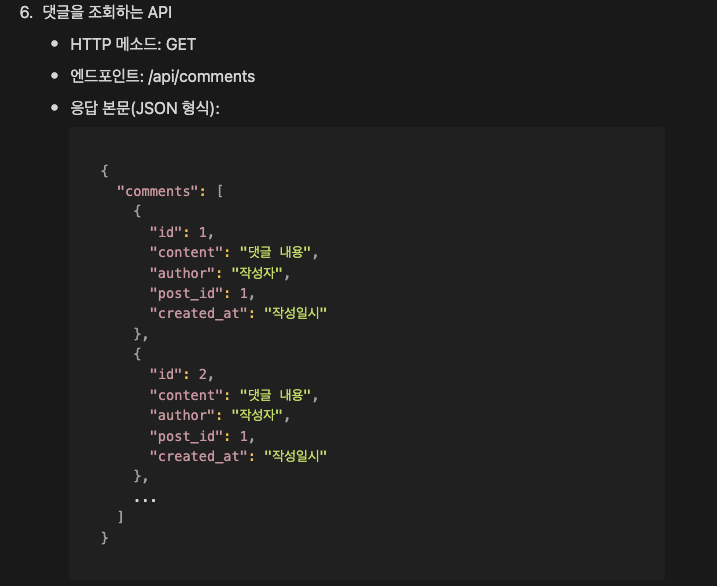 6. 댓글을 조회하는 API
• HTTP 메소드: GET
• 엔드포인트: /api/comments
• 응답 본문(JSON 형식):
{
  "comments": [
    {
      "id": 1,
      "content": "댓글 내용",
      "author": "작성자",
      "post_id": 1,
      "created_at": "작성일시"
    },
    {
      "id": 2,
      "content": "댓글 내용",
      "author": "작성자",
      "post_id": 1,
      "created_at": "작성일시"
    },
    ...
  ]
}